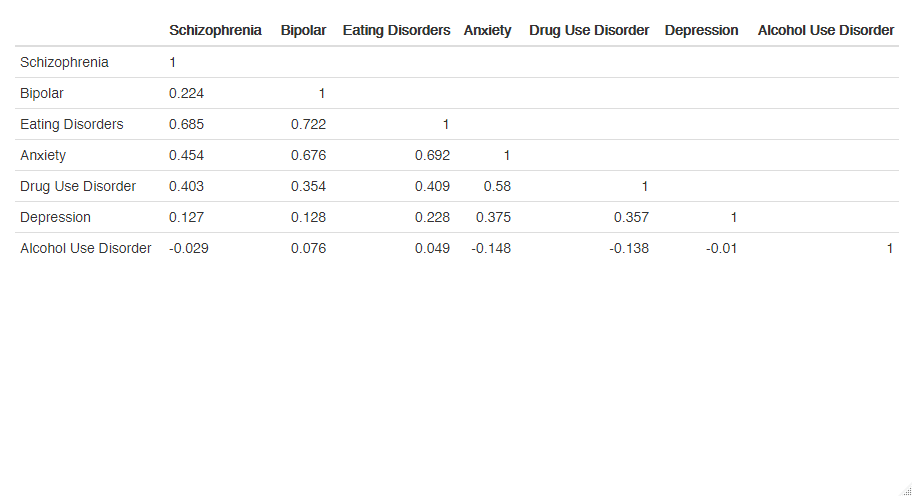 Schizophrenia Bipolar Eating Disorders Anxiety Drug Use Disorder Depression Alcohol Use Disorder
Schizophrenia 1
Bipolar 0.224 1
Eating Disorders 0.685 0.722 1
Anxiety 0.454 0.676 0.692 1
Drug Use Disorder 0.403 0.354 0.409 0.58 1
Depression 0.127 0.128 0.228 0.375 0.357 1
Alcohol Use Disorder -0.029 0.076 0.049 -0.148 -0.138 -0.01 1